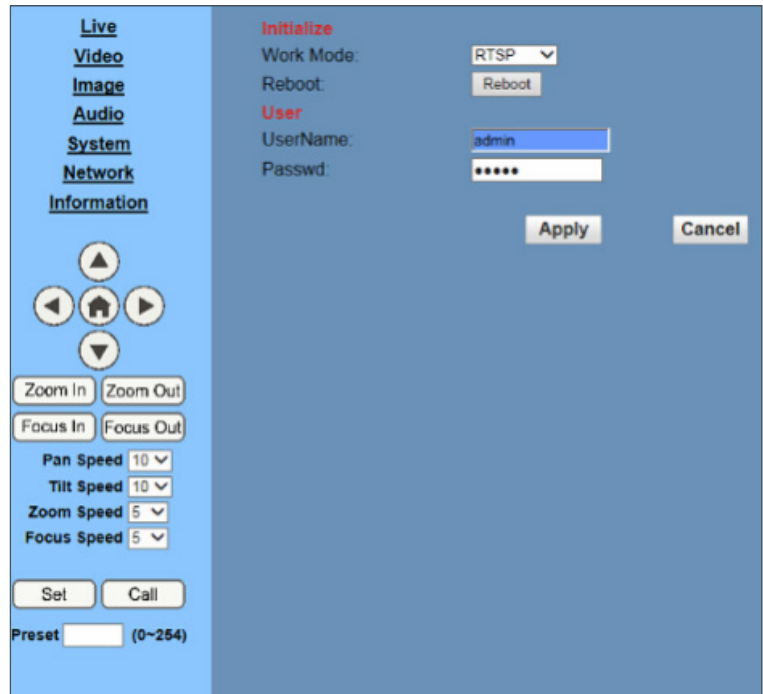 Live
Video
Image
Audio
System
Network
Information
Zoom In Zoom Out
Focus In Focus Out
Pan Speed 10
Tilt Speed 10
Zoom Speed 5
Focus Speed 5
Set Call
Preset (0~254)
Initialize
Work Mode: RTSP
Reboot: Reboot
User
UserName: admin
Passwd: •••••
Apply Cancel